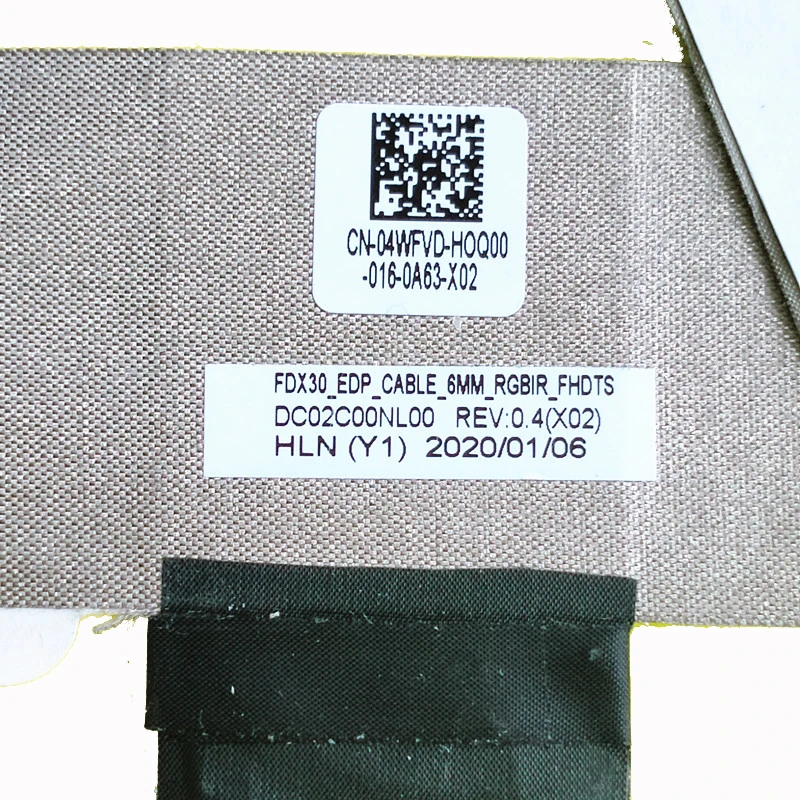 CN-04WFVD-HOQ00
-016-0A63-X02
FDX30_EDP_CABLE_6MM_RGBIR_FHDTS
DC02C00NL00 REV:0.4(X02)
HLN (Y1) 2020/01/06